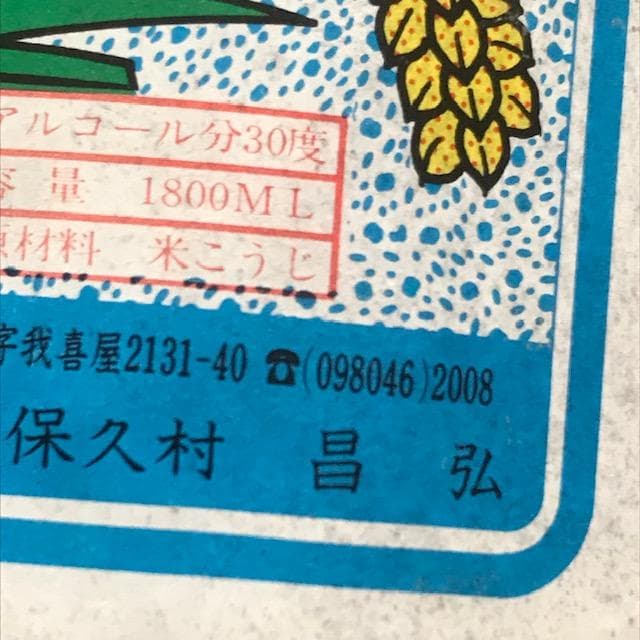 アルコール分30度
容量 1800ML
原材料 米こうじ
字我喜屋2131-40 ☎(098046)2008
保久村 昌弘